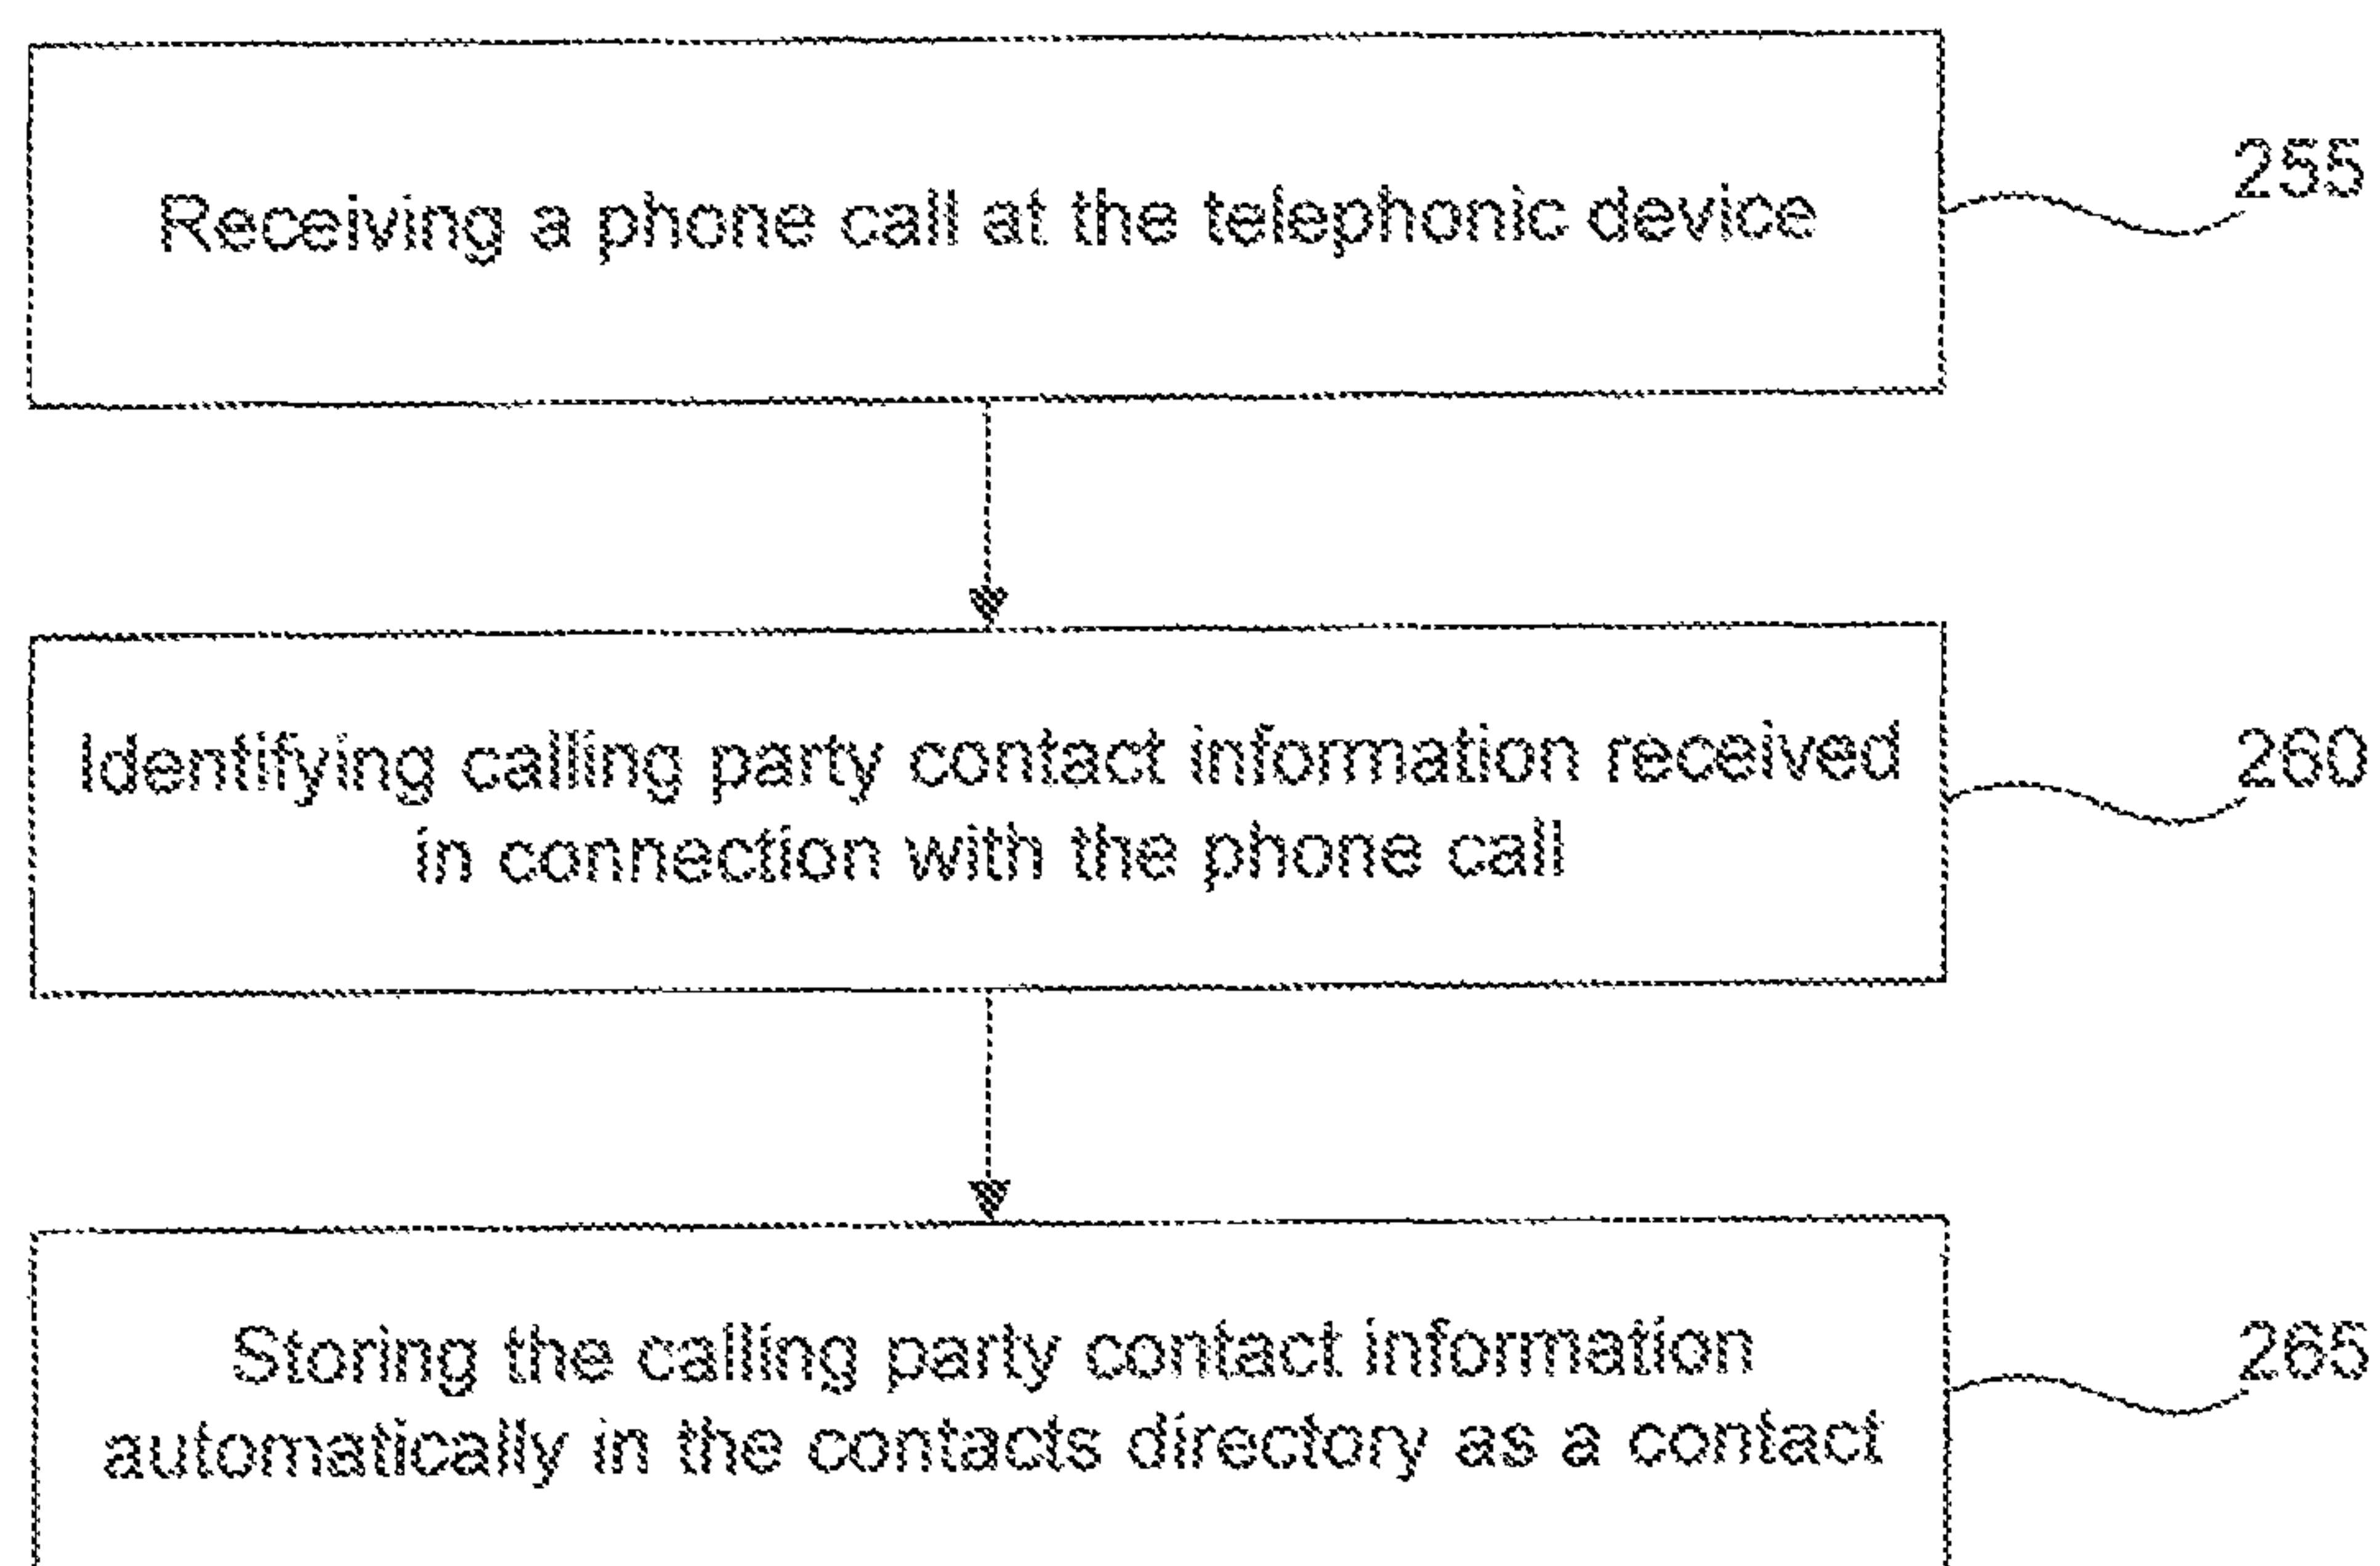 Receiving a phone call at the telephonic device
255
Identifying calling party contact information received
in connection with the phone call
260
Storing the calling party contact information
automatically in the contacts directory as a contact
265